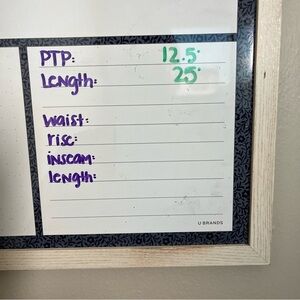 PTP: 12.5"
Length: 25"
waist:
rise:
inseam:
length:
U BRANDS